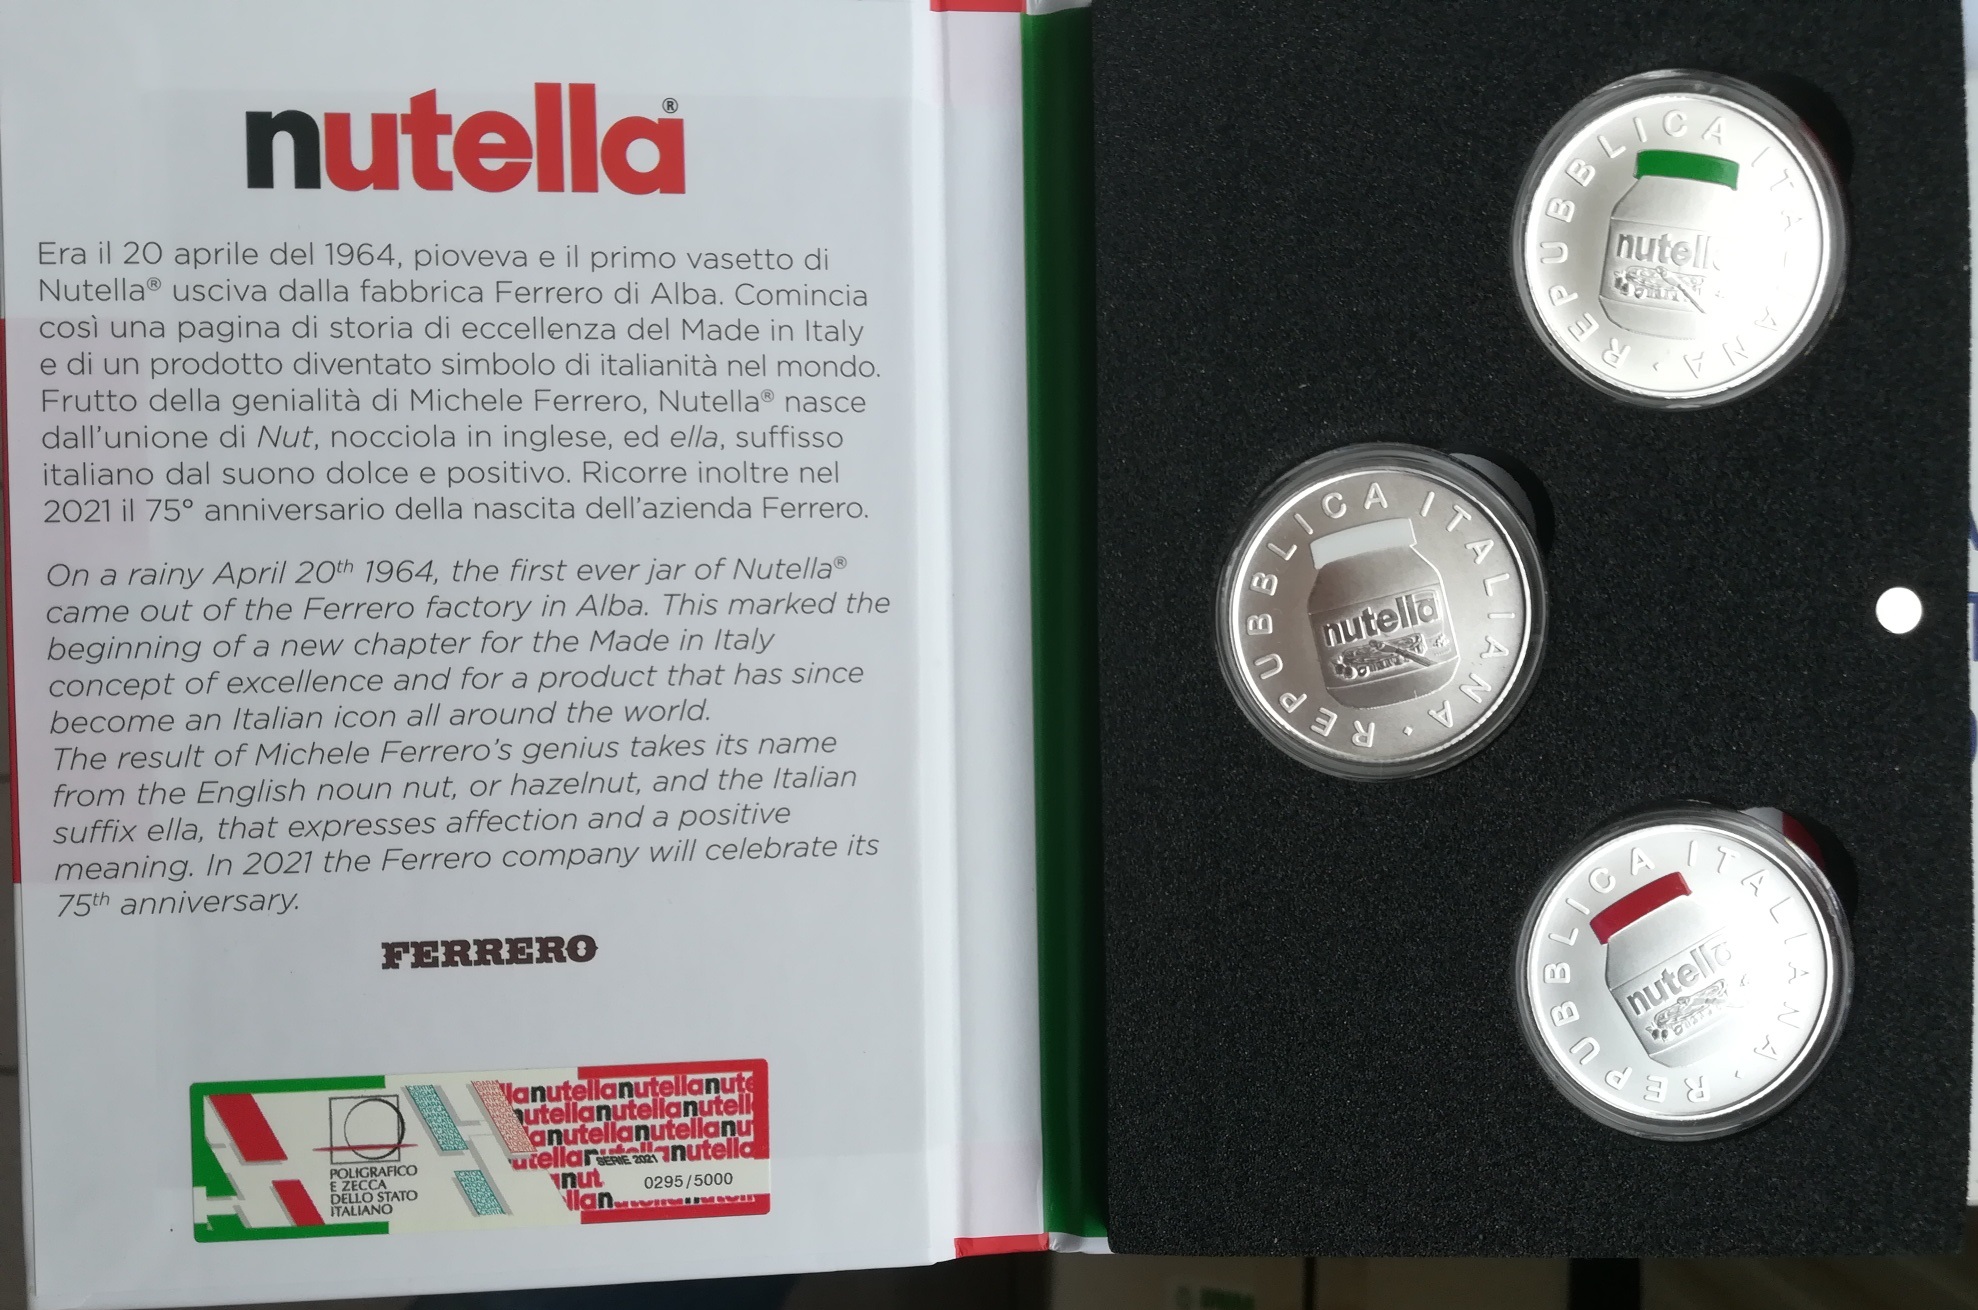 nutella®
Era il 20 aprile del 1964, pioveva e il primo vasetto di
Nutella® usciva dalla fabbrica Ferrero di Alba. Comincia
così una pagina di storia di eccellenza del Made in Italy
e di un prodotto diventato simbolo di italianità nel mondo.
Frutto della genialità di Michele Ferrero, Nutella® nasce
dall'unione di Nut, nocciola in inglese, ed ella, suffisso
italiano dal suono dolce e positivo. Ricorre inoltre nel
2021 il 75° anniversario della nascita dell'azienda Ferrero.
On a rainy April 20th 1964, the first ever jar of Nutella®
came out of the Ferrero factory in Alba. This marked the
beginning of a new chapter for the Made in Italy
concept of excellence and for a product that has since
become an Italian icon all around the world.
The result of Michele Ferrero's genius takes its name
from the English noun nut, or hazelnut, and the Italian
suffix ella, that expresses affection and a positive
meaning. In 2021 the Ferrero company will celebrate its
75th anniversary.
FERRERO
POLIGRAFICO
E ZECCA
DELLO STATO
ITALIANO
lanutellanutellanute
utellanutellanutell
anutellanutellanu
utella
nutella
SERIE 2021
nut
0295/5000
llan
REPUBBLICA ITALIANA ·
nutell
REPUBBLICA ITALIANA ·
nutella
REPUBBLICA ITALIANA ·
nutella